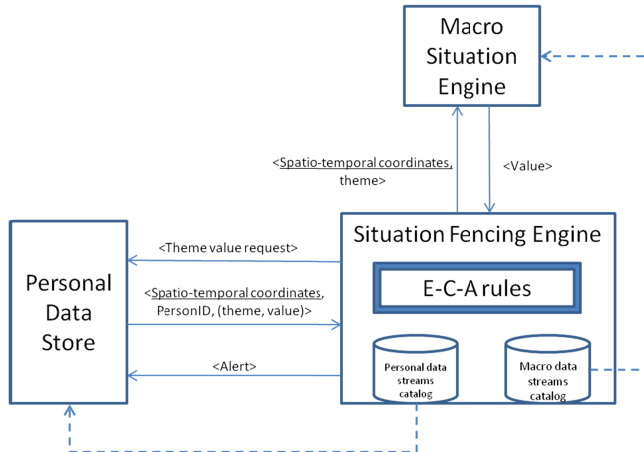 Macro
Situation
Engine
<Spatio-temporal coordinates,
theme>
<Value>
Situation Fencing Engine
<Theme value request>
E-C-A rules
Personal
Data
Store
<Spatio-temporal coordinates,
PersonID, (theme, value)>
<Alert>
Personal data
streams
catalog
Macro data
streams
catalog